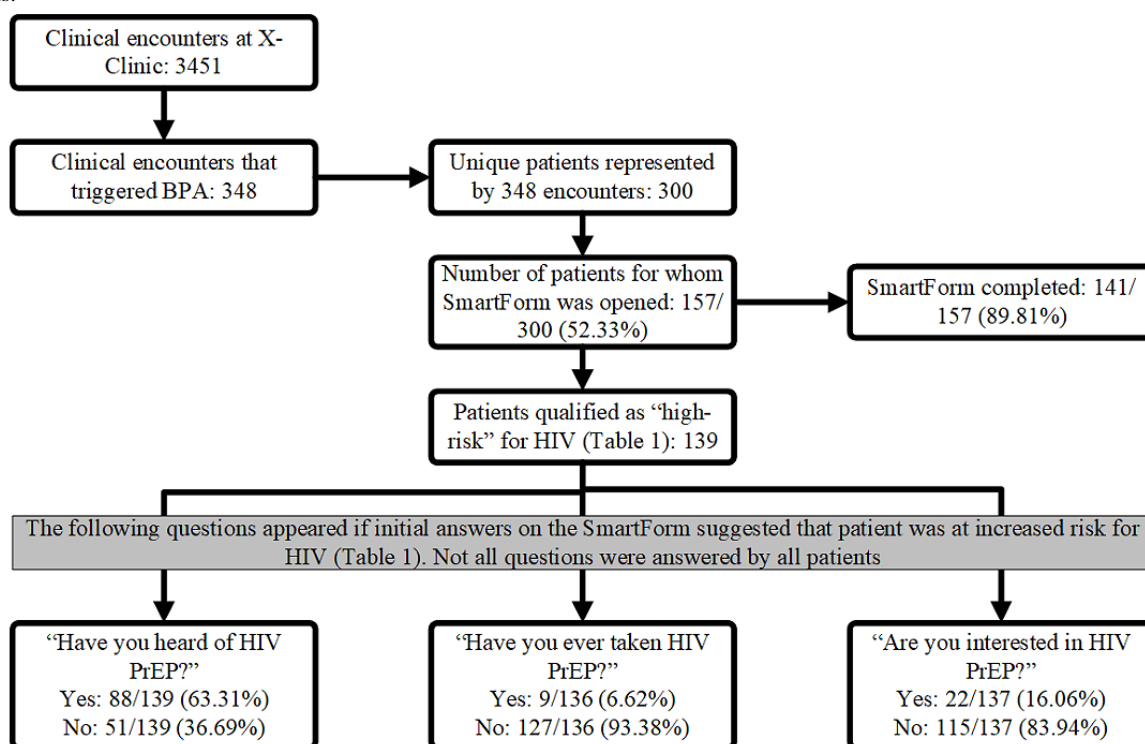 Clinical encounters at X-
Clinic: 3451
Clinical encounters that
triggered BPA: 348
Unique patients represented
by 348 encounters: 300
Number of patients for whom
SmartForm was opened: 157/
300 (52.33%)
SmartForm completed: 141/
157 (89.81%)
Patients qualified as “high-
risk” for HIV (Table 1): 139
The following questions appeared if initial answers on the SmartForm suggested that patient was at increased risk for
HIV (Table 1). Not all questions were answered by all patients
“Have you heard of HIV
PrEP?”
Yes: 88/139 (63.31%)
No: 51/139 (36.69%)
“Have you ever taken HIV
PrEP?”
Yes: 9/136 (6.62%)
No: 127/136 (93.38%)
“Are you interested in HIV
PrEP?”
Yes: 22/137 (16.06%)
No: 115/137 (83.94%)